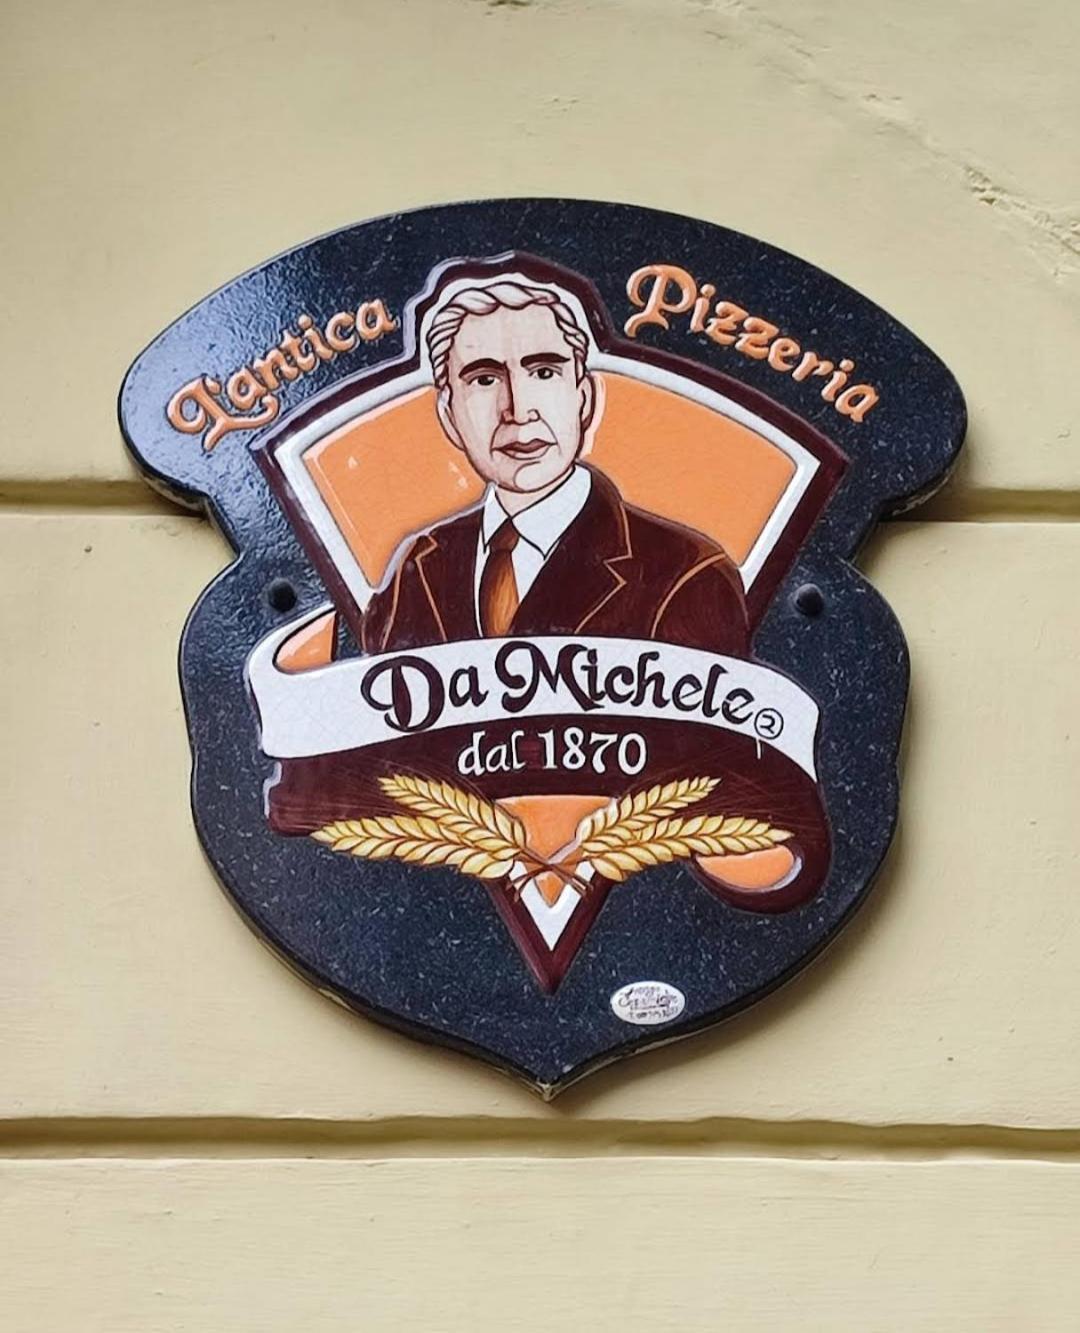 L'antica Pizzeria
Da Michele
dal 1870